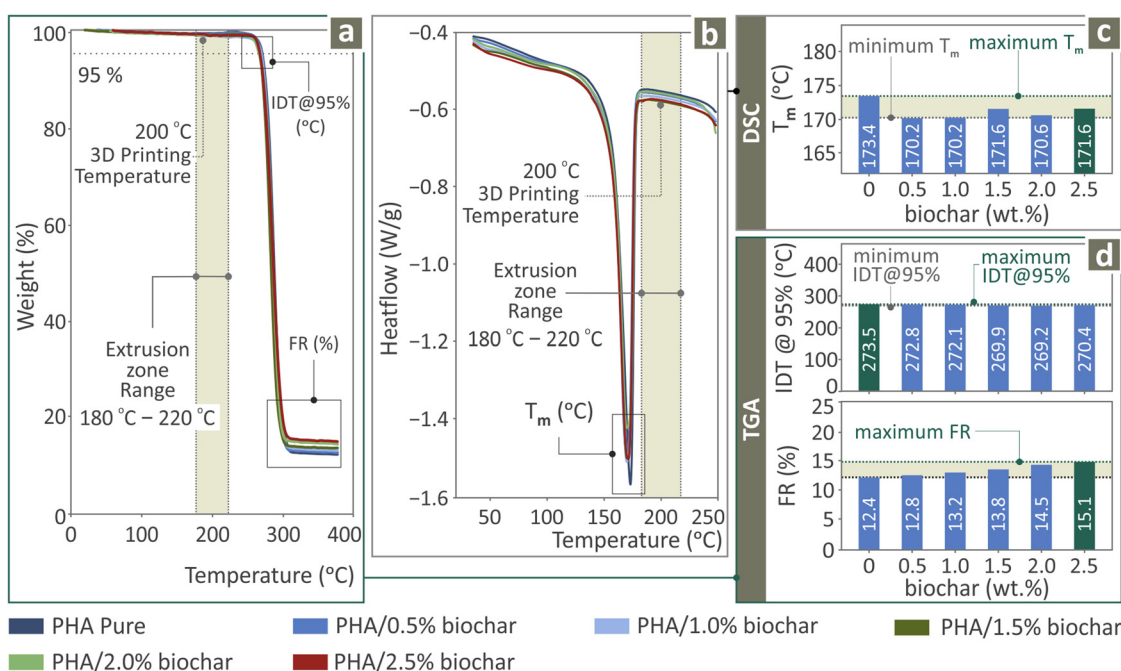 a
100
80
60
40
20
0
Weight (%)
95 %
IDT@95%
(°C)
200 °C
3D Printing
Temperature
Extrusion
zone
Range
180 °C – 220 °C
FR (%)
0
100
200
300
400
Temperature (°C)
b
−0.4
−0.6
−0.8
−1.0
−1.2
−1.4
−1.6
Heatflow (W/g)
200 °C
3D Printing
Temperature
Extrusion
zone
Range
180 °C – 220 °C
Tm (°C)
50
100
150
200
250
Temperature (°C)
DSC
c
180
175
170
165
Tm (°C)
minimum Tm
maximum Tm
173.4
170.2
170.2
171.6
170.6
171.6
0 0.5 1.0 1.5 2.0 2.5
biochar (wt.%)
TGA
d
400
300
200
100
0
IDT @ 95% (°C)
minimum
IDT@95%
maximum
IDT@95%
273.5
272.8
272.1
269.9
269.2
270.4
25
20
15
10
5
0
FR (%)
maximum FR
12.4
12.8
13.2
13.8
14.5
15.1
0 0.5 1.0 1.5 2.0 2.5
biochar (wt.%)
PHA Pure
PHA/0.5% biochar
PHA/1.0% biochar
PHA/1.5% biochar
PHA/2.0% biochar
PHA/2.5% biochar